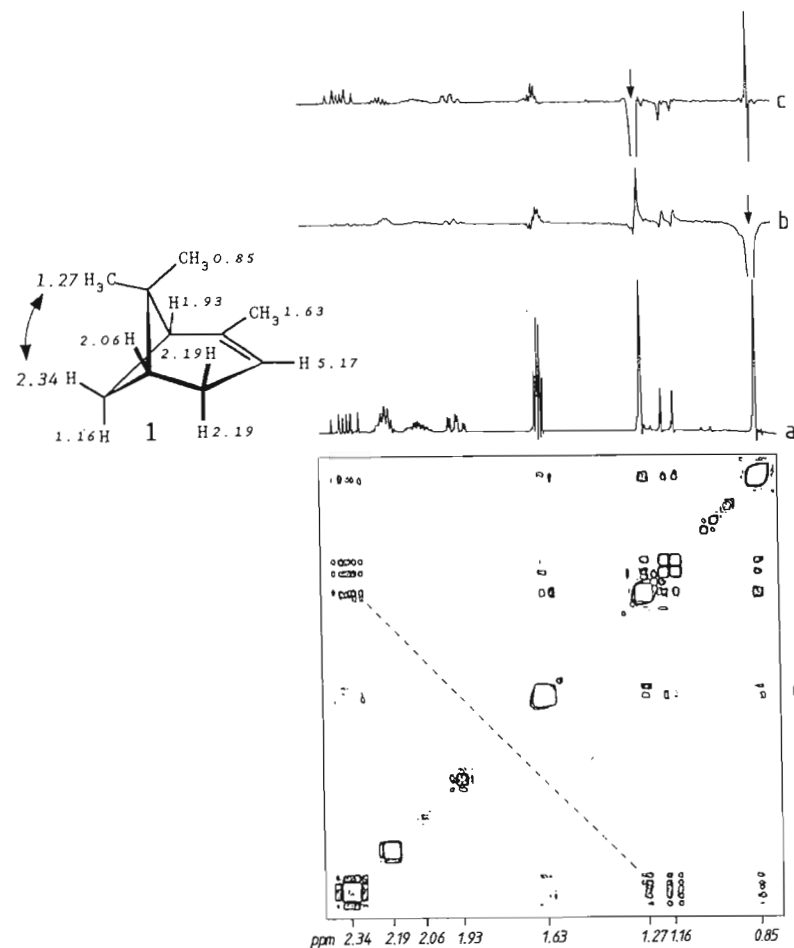 c
b
CH₃ 0.85
1.27 H₃C
H 1.93
CH₃ 1.63
2.06 H
2.19 H
H 5.17
2.34 H
1.16 H
1
H 2.19
a
ppm 2.34 2.19 2.06 1.93 1.63 1.27 1.16 0.85